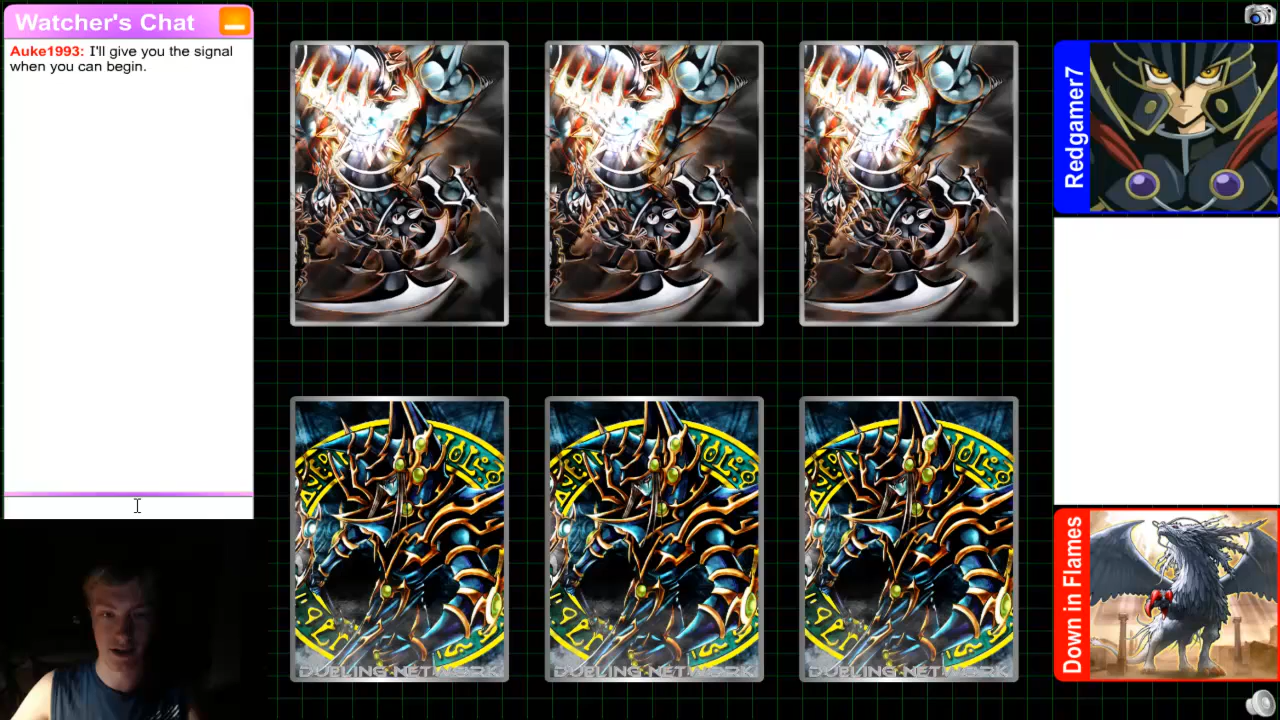 Watcher's Chat
Auke1993: I'll give you the signal
when you can begin.
Redgamer7
Down in Flames
DUELING NETWORK
DUELING NETWORK
DUELING NETWORK